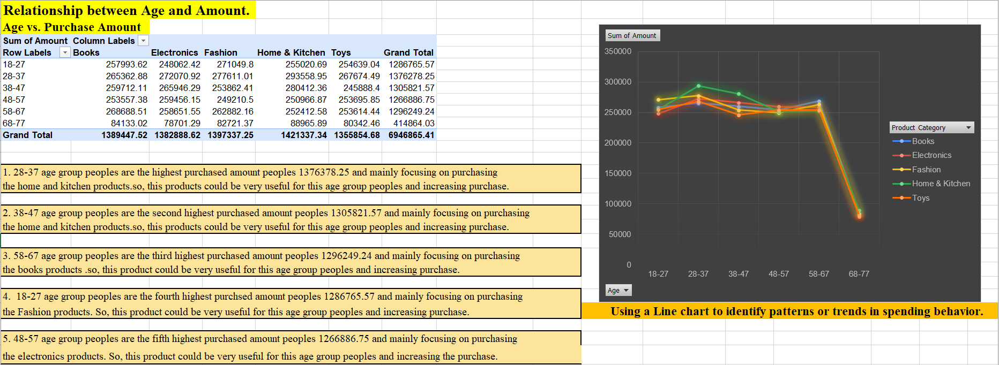 Relationship between Age and Amount.
Age vs. Purchase Amount
Sum of Amount Column Labels
Row Labels Books Electronics Fashion Home & Kitchen Toys Grand Total
18-27 257993.62 248062.42 271049.8 255020.69 254639.04 1286765.57
28-37 265362.88 272070.92 277611.01 293558.95 267674.49 1376278.25
38-47 259712.11 265946.29 253862.41 280412.36 245888.4 1305821.57
48-57 253557.38 259456.15 249210.5 250966.87 253695.85 1266886.75
58-67 268688.51 258651.55 262882.16 252412.58 253614.44 1296249.24
68-77 84133.02 78701.29 82721.37 88965.89 80342.46 414864.03
Grand Total 1389447.52 1382888.62 1397337.25 1421337.34 1355854.68 6946865.41
1. 28-37 age group peoples are the highest purchased amount peoples 1376378.25 and mainly focusing on purchasing
the home and kitchen products.so, this products could be very useful for this age group peoples and increasing purchase.
2. 38-47 age group peoples are the second highest purchased amount peoples 1305821.57 and mainly focusing on purchasing
the home and kitchen products.so, this products could be very useful for this age group peoples and increasing purchase.
3. 58-67 age group peoples are the third highest purchased amount peoples 1296249.24 and mainly focusing on purchasing
the books products .so, this product could be very useful for this age group peoples and increasing purchase.
4.  18-27 age group peoples are the fourth highest purchsed amount peoples 1286765.57 and mainly focusing on purchasing
the Fashion products. So, this product could be very useful for this age group peoples and increasing purchase.
5. 48-57 age group peoples are the fifth highest purchased amount peoples 1266886.75 and mainly focusing on purchasing
the electronics products. So, this product could be very useful for this age group peoples and increasing the purchase.
Sum of Amount
350000
300000
250000
200000
150000
100000
50000
0
18-27 28-37 38-47 48-57 58-67 68-77
Age
Product Category
Books
Electronics
Fashion
Home & Kitchen
Toys
Using a Line chart to identify patterns or trends in spending behavior.